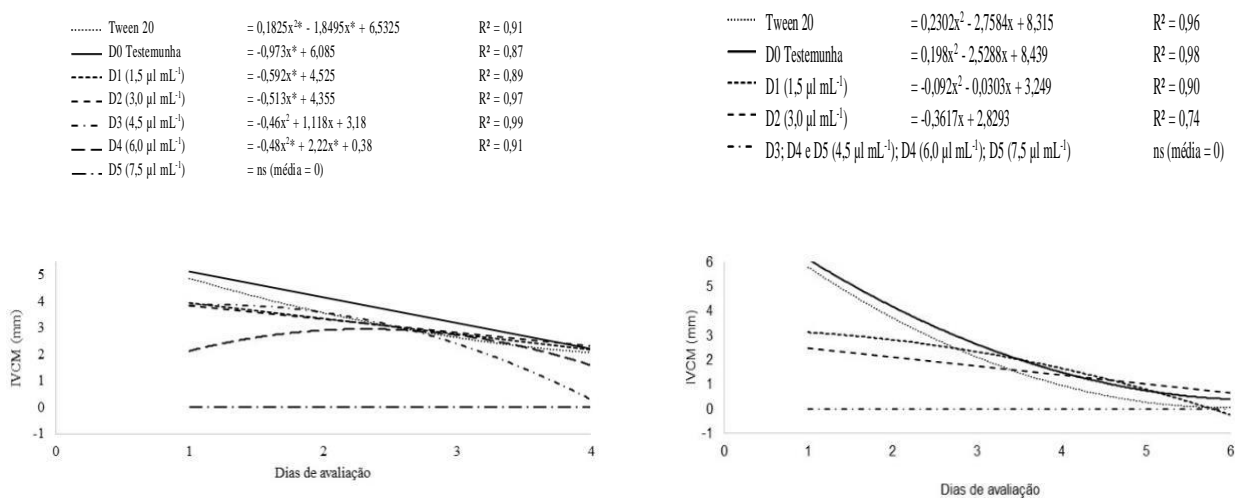 Tween 20 = 0,1825x²* - 1,8495x* + 6,5325 R² = 0,91
D0 Testemunha = -0,973x* + 6,085 R² = 0,87
D1 (1,5 µl mL⁻¹) = -0,592x* + 4,525 R² = 0,89
D2 (3,0 µl mL⁻¹) = -0,513x* + 4,355 R² = 0,97
D3 (4,5 µl mL⁻¹) = -0,46x² + 1,118x + 3,18 R² = 0,99
D4 (6,0 µl mL⁻¹) = -0,48x²* + 2,22x* + 0,38 R² = 0,91
D5 (7,5 µl mL⁻¹) = ns (média = 0)
5
4
3
2
1
0
-1
IVCM (mm)
0 1 2 3 4
Dias de avaliação
Tween 20 = 0,2302x² - 2,7584x + 8,315 R² = 0,96
D0 Testemunha = 0,198x² - 2,5288x + 8,439 R² = 0,98
D1 (1,5 µl mL⁻¹) = -0,092x² - 0,0303x + 3,249 R² = 0,90
D2 (3,0 µl mL⁻¹) = -0,3617x + 2,8293 R² = 0,74
D3; D4 e D5 (4,5 µl mL⁻¹); D4 (6,0 µl mL⁻¹); D5 (7,5 µl mL⁻¹) ns (média = 0)
6
5
4
3
2
1
0
-1
IVCM (mm)
0 1 2 3 4 5 6
Dias de avaliação